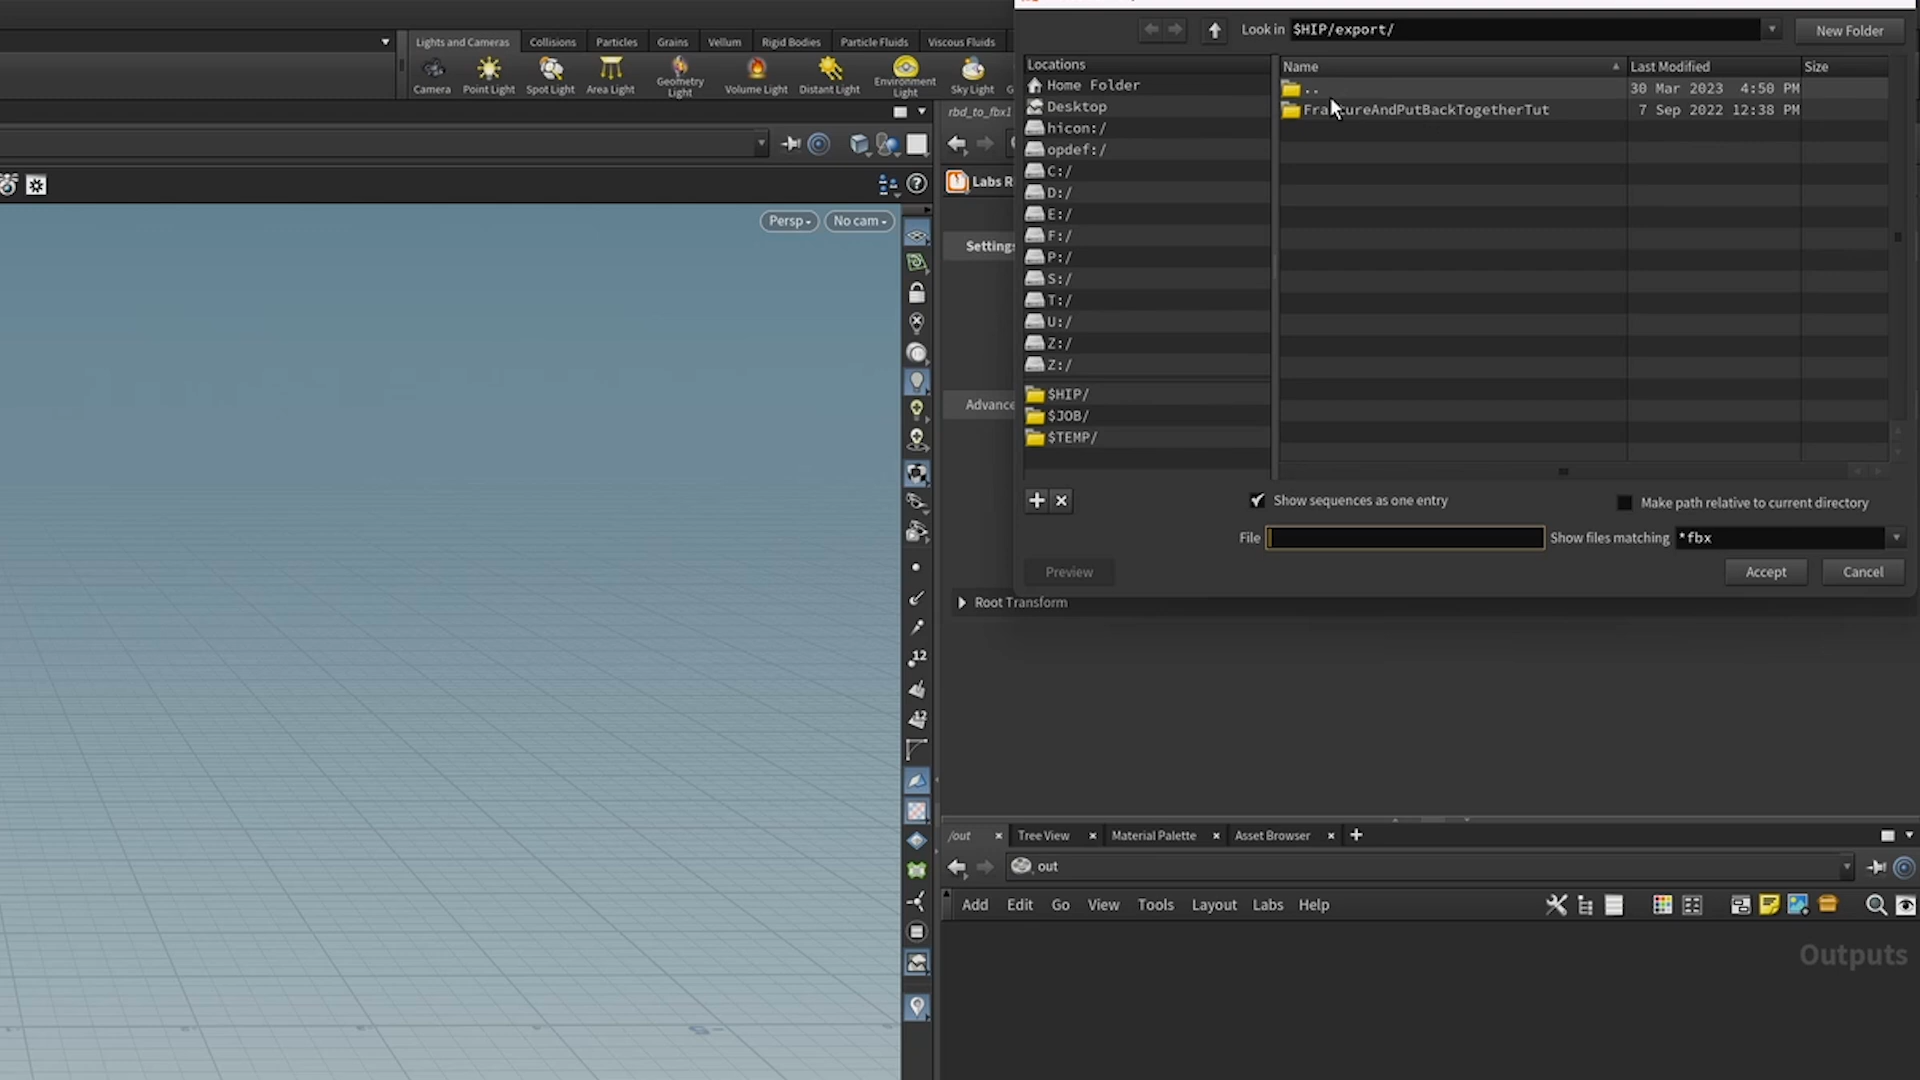 Look in $HIP/export/ New Folder
Lights and Cameras Collisions Particles Grains Vellum Rigid Bodies Particle Fluids Viscous Fluids
Camera Point Light Spot Light Area Light Geometry Light Volume Light Distant Light Environment Light Sky Light
rbd_to_fbx1
Labs R
Persp No cam
Settings
Advance
Locations
Home Folder
Desktop
hicon:/
opdef:/
C:/
D:/
E:/
F:/
P:/
S:/
T:/
U:/
Z:/
Z:/
$HIP/
$JOB/
$TEMP/
Name Last Modified Size
.. 30 Mar 2023 4:50 PM
FractureAndPutBackTogetherTut 7 Sep 2022 12:38 PM
Show sequences as one entry Make path relative to current directory
File Show files matching *fbx
Preview Accept Cancel
Root Transform
12
12
/out Tree View Material Palette Asset Browser
out
Add Edit Go View Tools Layout Labs Help
Outputs